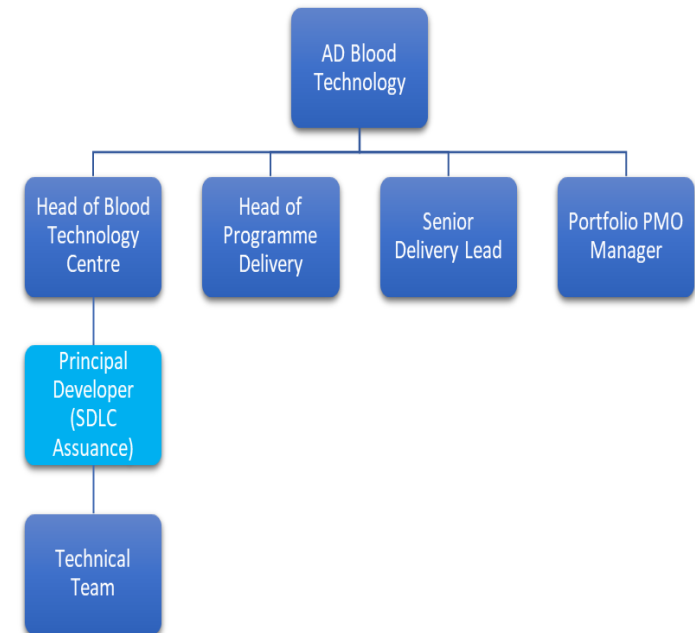 AD Blood
Technology
Head of Blood
Technology
Centre
Head of
Programme
Delivery
Senior
Delivery Lead
Portfolio PMO
Manager
Principal
Developer
(SDLC
Assuance)
Technical
Team